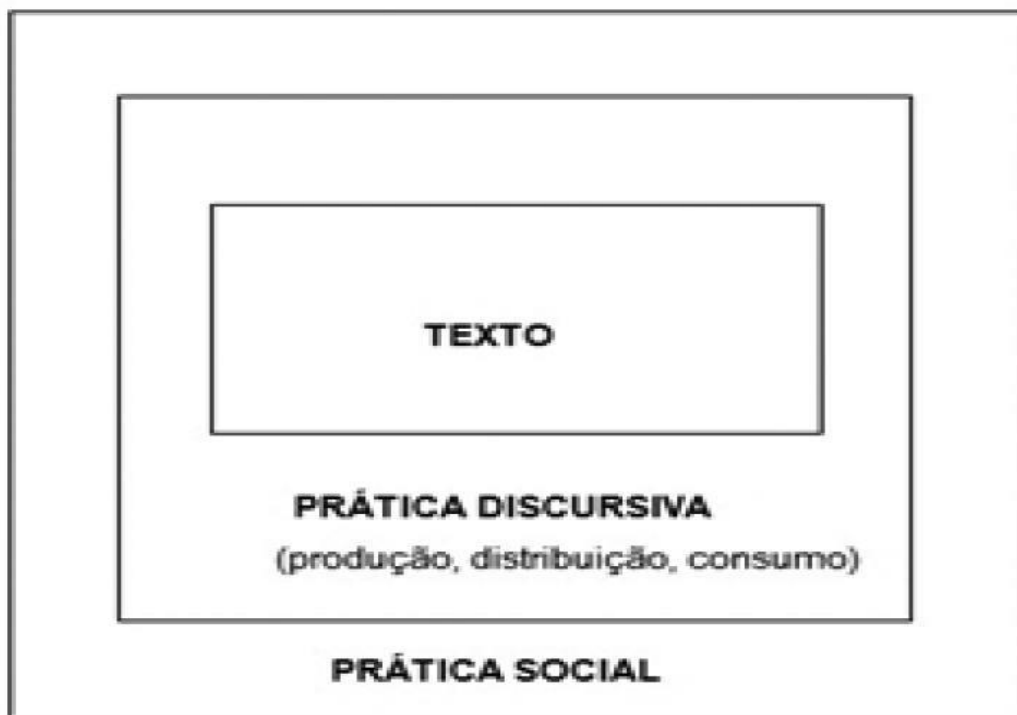 TEXTO
PRÁTICA DISCURSIVA
(produção, distribuição, consumo)
PRÁTICA SOCIAL